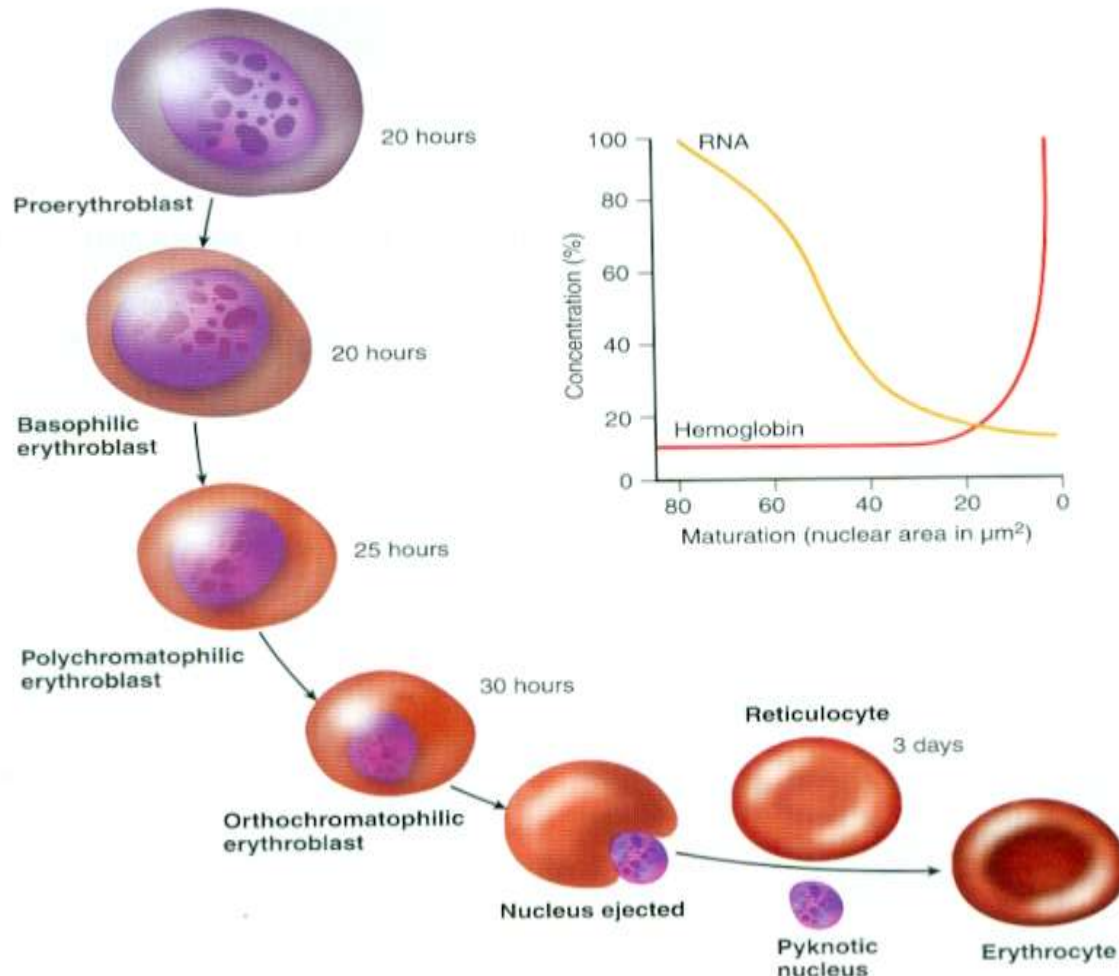 Proerythroblast
20 hours
Basophilic
erythroblast
20 hours
Polychromatophilic
erythroblast
25 hours
Orthochromatophilic
erythroblast
30 hours
Nucleus ejected
Reticulocyte
3 days
Pyknotic
nucleus
Erythrocyte
RNA
Hemoglobin
Concentration (%)
100
80
60
40
20
0
80
60
40
20
0
Maturation (nuclear area in µm²)